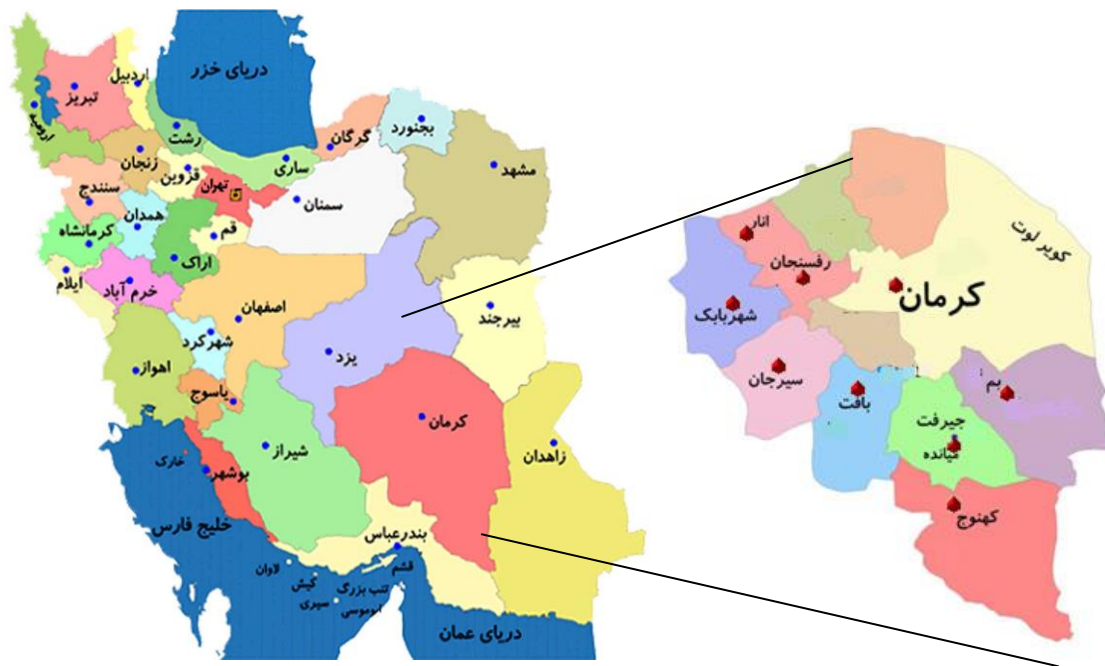 دریای خزر
اردبیل
تبریز
ارومیه
رشت
گرگان
بجنورد
زنجان
ساری
مشهد
قزوین
تهران
سنندج
سمنان
همدان
کرمانشاه
قم
اراک
ایلام
خرم آباد
اصفهان
بیرجند
شهرکرد
یزد
اهواز
یاسوج
کرمان
شیراز
زاهدان
خارک
بوشهر
خلیج فارس
بندرعباس
لاوان
کیش
قشم
تنب بزرگ
سیری
ابوموسی
دریای عمان
کویر لوت
انار
رفسنجان
کرمان
شهربابک
سیرجان
بافت
بم
جیرفت
میانده
کهنوج